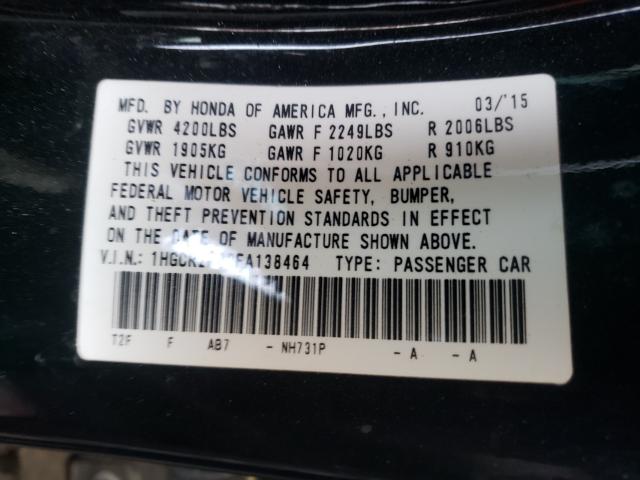 MFD. BY HONDA OF AMERICA MFG., INC. 03/'15
GVWR 4200LBS GAWR F 2249LBS R 2006LBS
GVWR 1905KG GAWR F 1020KG R 910KG
THIS VEHICLE CONFORMS TO ALL APPLICABLE
FEDERAL MOTOR VEHICLE SAFETY, BUMPER,
AND THEFT PREVENTION STANDARDS IN EFFECT
ON THE DATE OF MANUFACTURE SHOWN ABOVE.
V.I.N.: TYPE: PASSENGER CAR
T2F F AB7 - NH731P - A - A